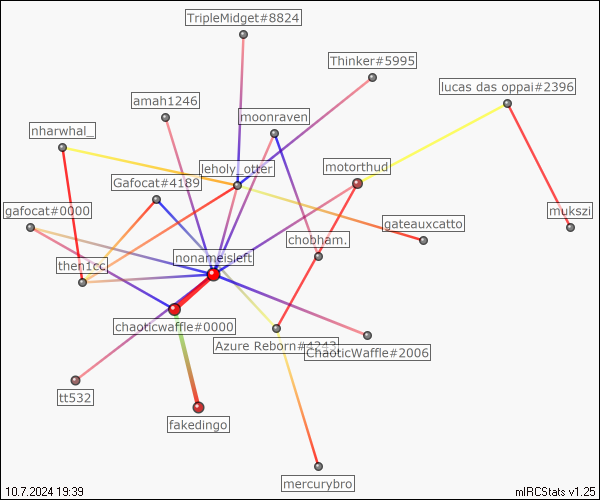 TripleMidget#8824
Thinker#5995
lucas das oppai#2396
amah1246
moonraven
nharwhal_
leholy_otter
motorthud
Gafocat#4189
gafocat#0000
mukszi
gateauxcatto
chobham.
nonameisleft
then1cc
chaoticwaffle#0000
Azure Reborn#4243
ChaoticWaffle#2006
tt532
fakedingo
mercurybro
10.7.2024 19:39
mIRCStats v1.25